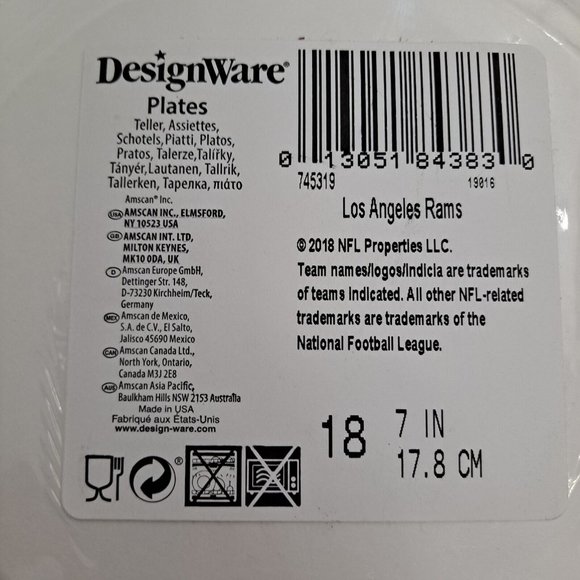 DesignWare®
Plates
Teller, Assiettes,
Schotels,Piatti, Platos,
Pratos, Talerze,Talířky,
Tányér,Lautanen, Tallrik,
Tallerken, Тарелка, πιάτο
Amscan® Inc.
USA AMSCAN INC., ELMSFORD,
NY 10523 USA
GB AMSCAN INT. LTD,
MILTON KEYNES,
MK10 0DA, UK
D Amscan Europe GmbH,
Dettinger Str. 148,
D-73230 Kirchheim/Teck,
Germany
MEX Amscan de Mexico,
S.A. de C.V., El Salto,
Jalisco 45690 Mexico
CAN Amscan Canada Ltd.,
North York, Ontario,
Canada M3J 2E8
AUS Amscan Asia Pacific,
Baulkham Hills NSW 2153 Australia
Made in USA
Fabriqué aux États-Unis
www.design-ware.com
®
0 13051 84383 0
745319 19016
Los Angeles Rams
© 2018 NFL Properties LLC.
Team names/logos/indicia are trademarks
of teams indicated. All other NFL-related
trademarks are trademarks of the
National Football League.
18 7 IN
17.8 CM